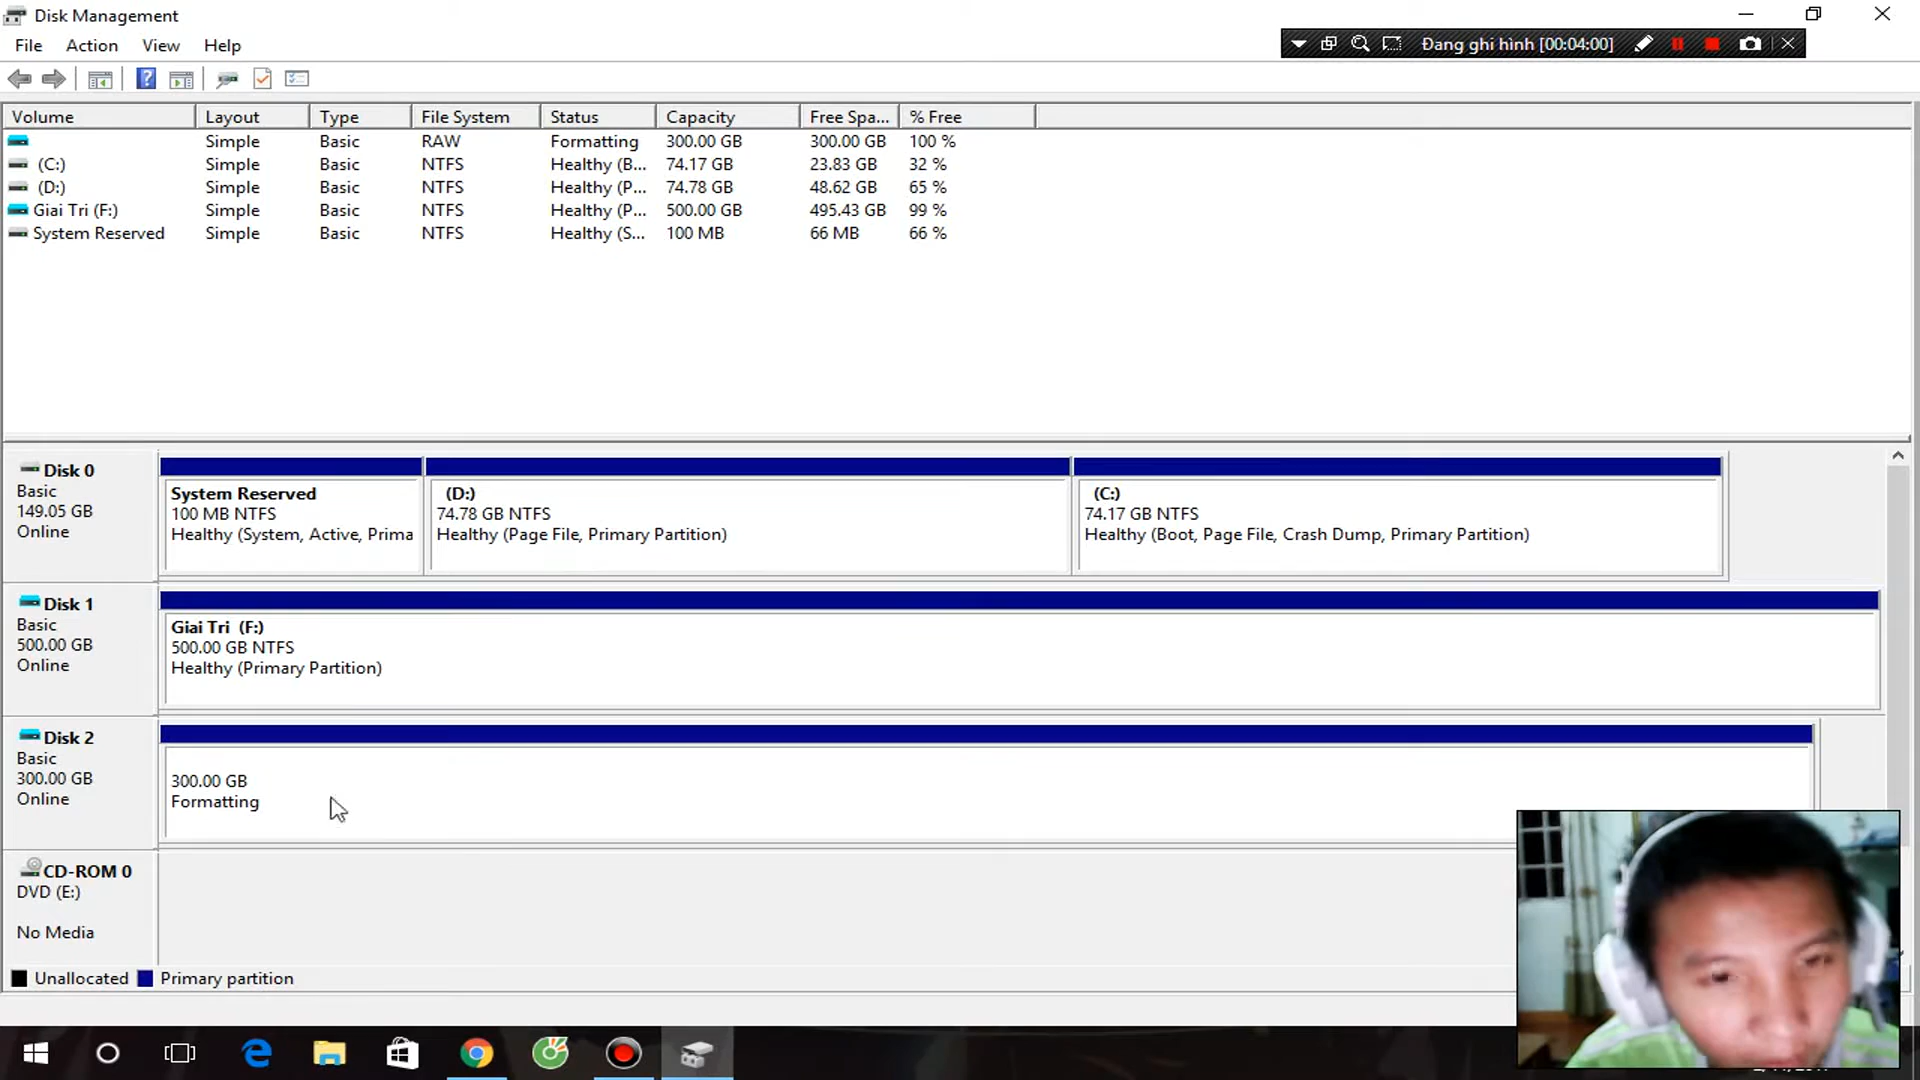 Disk Management
File Action View Help
Đang ghi hình [00:04:00]
Volume Layout Type File System Status Capacity Free Spa... % Free
Simple Basic RAW Formatting 300.00 GB 300.00 GB 100 %
(C:) Simple Basic NTFS Healthy (B... 74.17 GB 23.83 GB 32 %
(D:) Simple Basic NTFS Healthy (P... 74.78 GB 48.62 GB 65 %
Giai Tri (F:) Simple Basic NTFS Healthy (P... 500.00 GB 495.43 GB 99 %
System Reserved Simple Basic NTFS Healthy (S... 100 MB 66 MB 66 %
Disk 0
Basic
149.05 GB
Online
System Reserved
100 MB NTFS
Healthy (System, Active, Prima
(D:)
74.78 GB NTFS
Healthy (Page File, Primary Partition)
(C:)
74.17 GB NTFS
Healthy (Boot, Page File, Crash Dump, Primary Partition)
Disk 1
Basic
500.00 GB
Online
Giai Tri (F:)
500.00 GB NTFS
Healthy (Primary Partition)
Disk 2
Basic
300.00 GB
Online
300.00 GB
Formatting
CD-ROM 0
DVD (E:)
No Media
Unallocated Primary partition